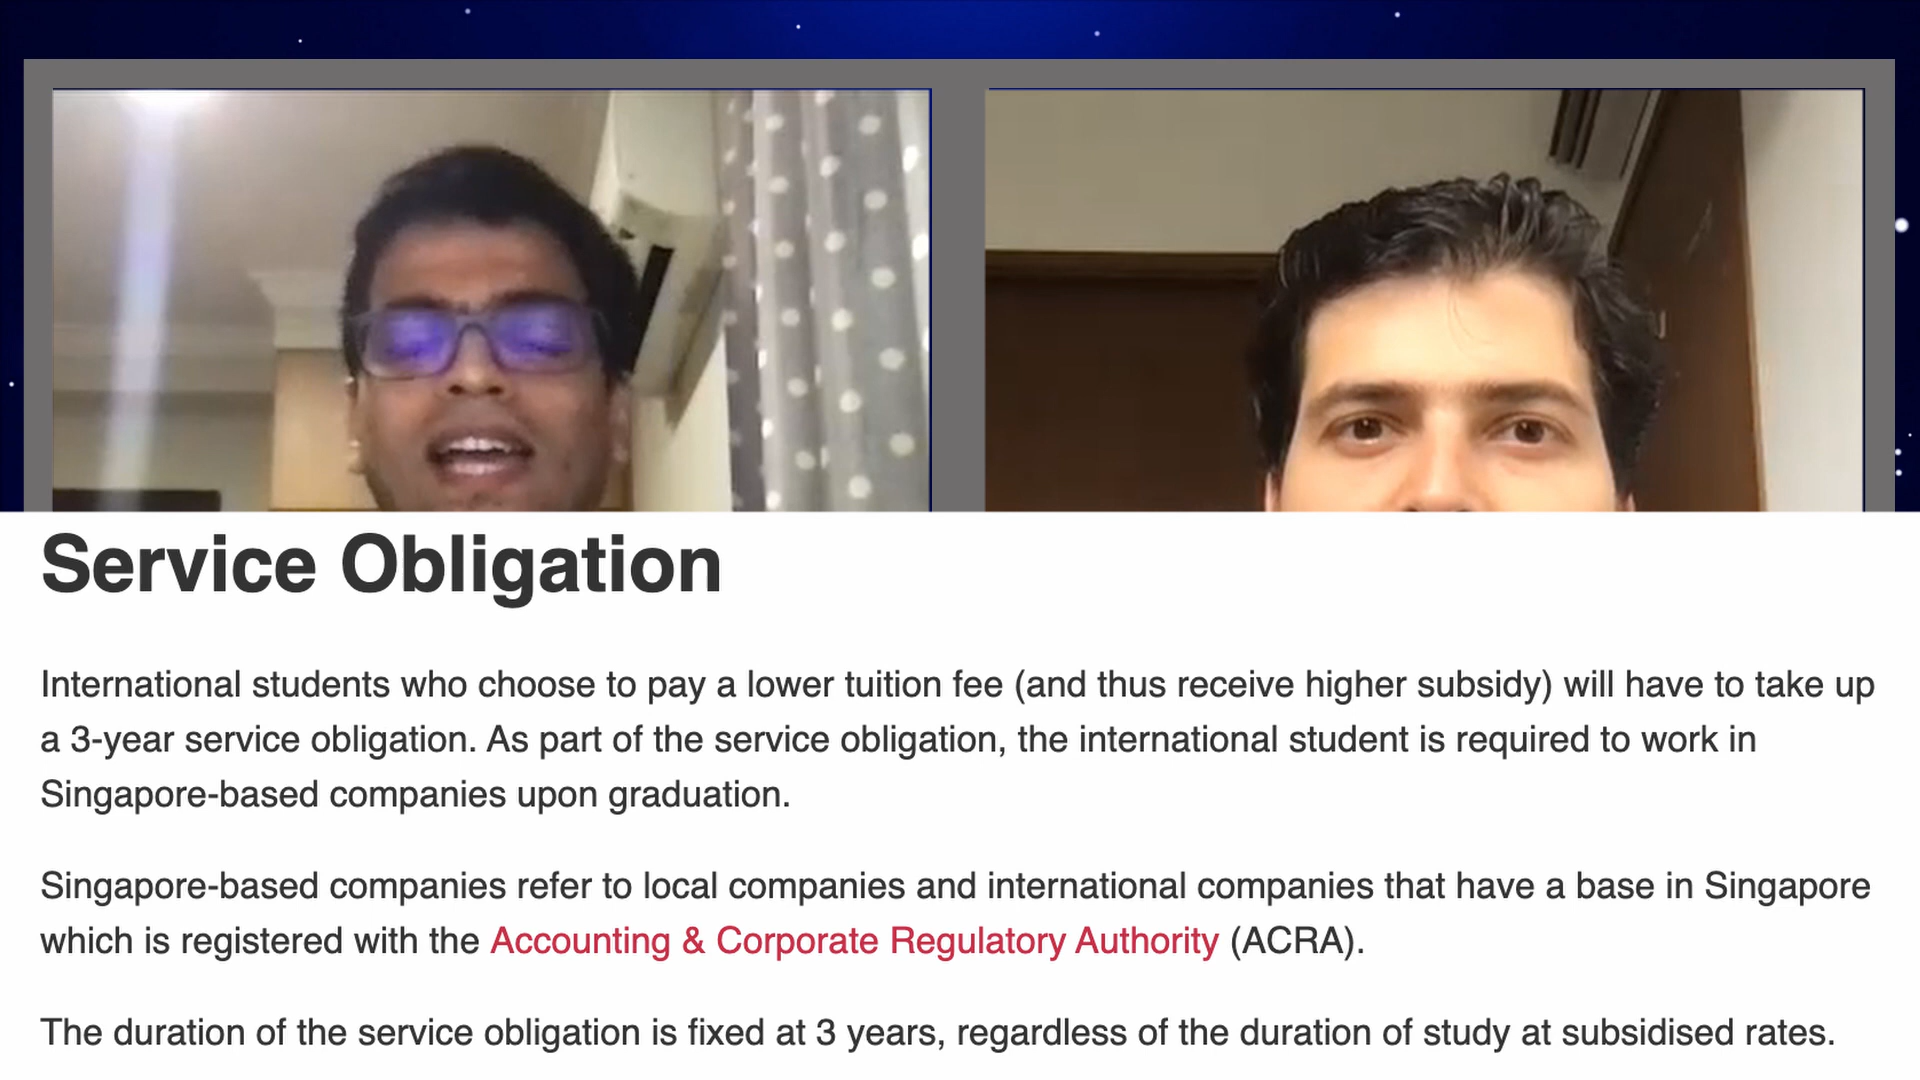 Service Obligation
International students who choose to pay a lower tuition fee (and thus receive higher subsidy) will have to take up
a 3-year service obligation. As part of the service obligation, the international student is required to work in
Singapore-based companies upon graduation.
Singapore-based companies refer to local companies and international companies that have a base in Singapore
which is registered with the Accounting & Corporate Regulatory Authority (ACRA).
The duration of the service obligation is fixed at 3 years, regardless of the duration of study at subsidised rates.